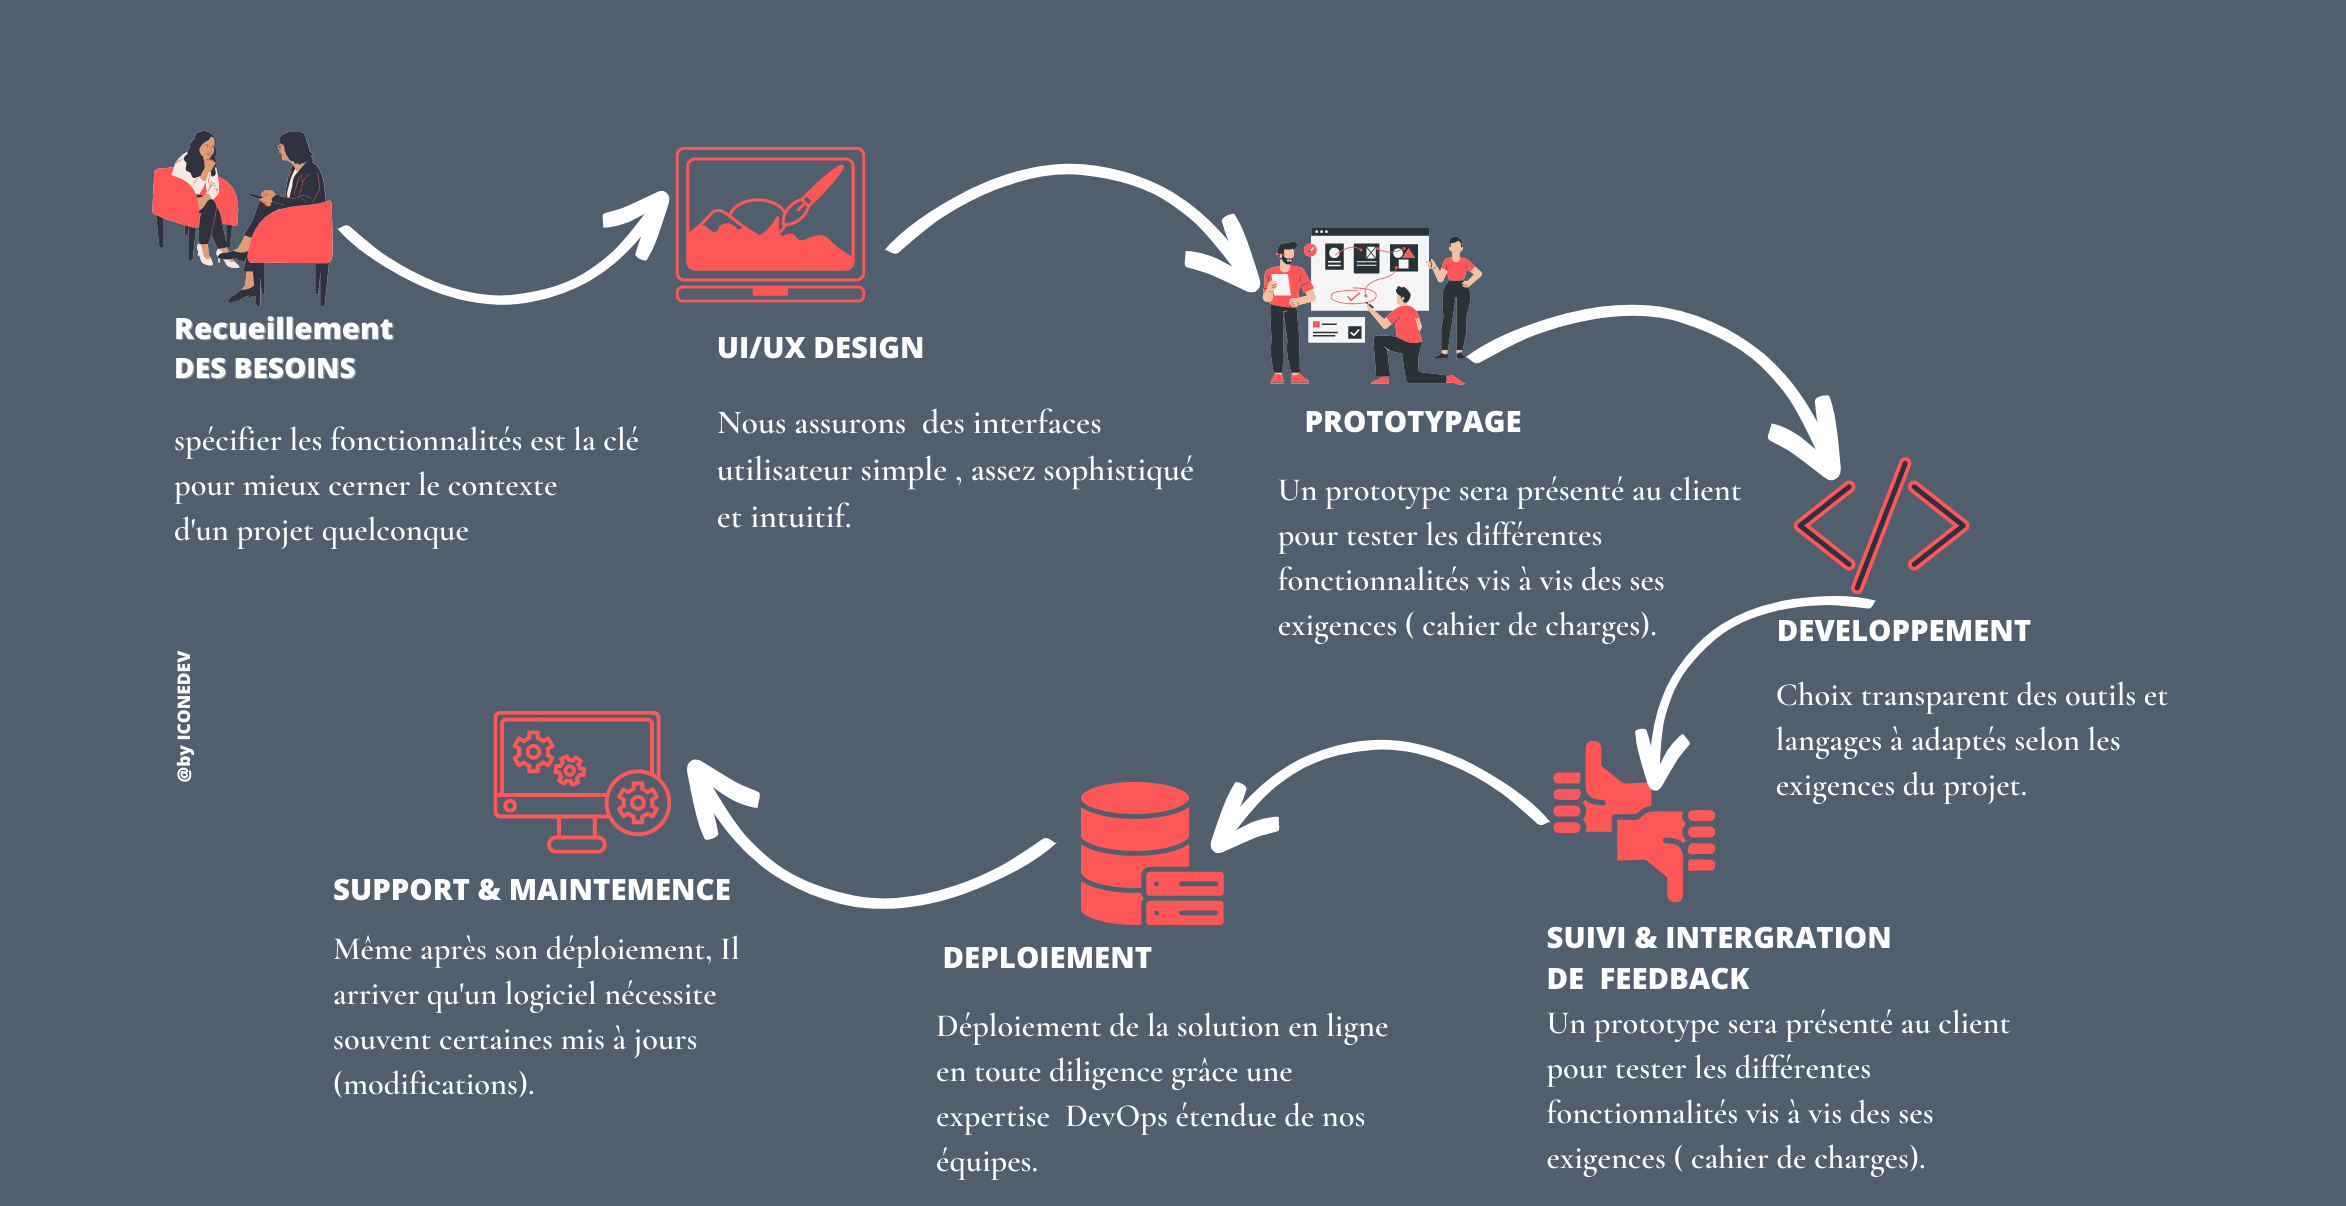 Recueillement
DES BESOINS
spécifier les fonctionnalités est la clé
pour mieux cerner le contexte
d'un projet quelconque
UI/UX DESIGN
Nous assurons  des interfaces
utilisateur simple , assez sophistiqué
et intuitif.
PROTOTYPAGE
Un prototype sera présenté au client
pour tester les différentes
fonctionnalités vis à vis des ses
exigences ( cahier de charges).
DEVELOPPEMENT
Choix transparent des outils et
langages à adaptés selon les
exigences du projet.
SUIVI & INTERGRATION
DE  FEEDBACK
Un prototype sera présenté au client
pour tester les différentes
fonctionnalités vis à vis des ses
exigences ( cahier de charges).
DEPLOIEMENT
Déploiement de la solution en ligne
en toute diligence grâce une
expertise  DevOps étendue de nos
équipes.
SUPPORT & MAINTEMENCE
Même après son déploiement, Il
arriver qu'un logiciel nécessite
souvent certaines mis à jours
(modifications).
@by ICONEDEV